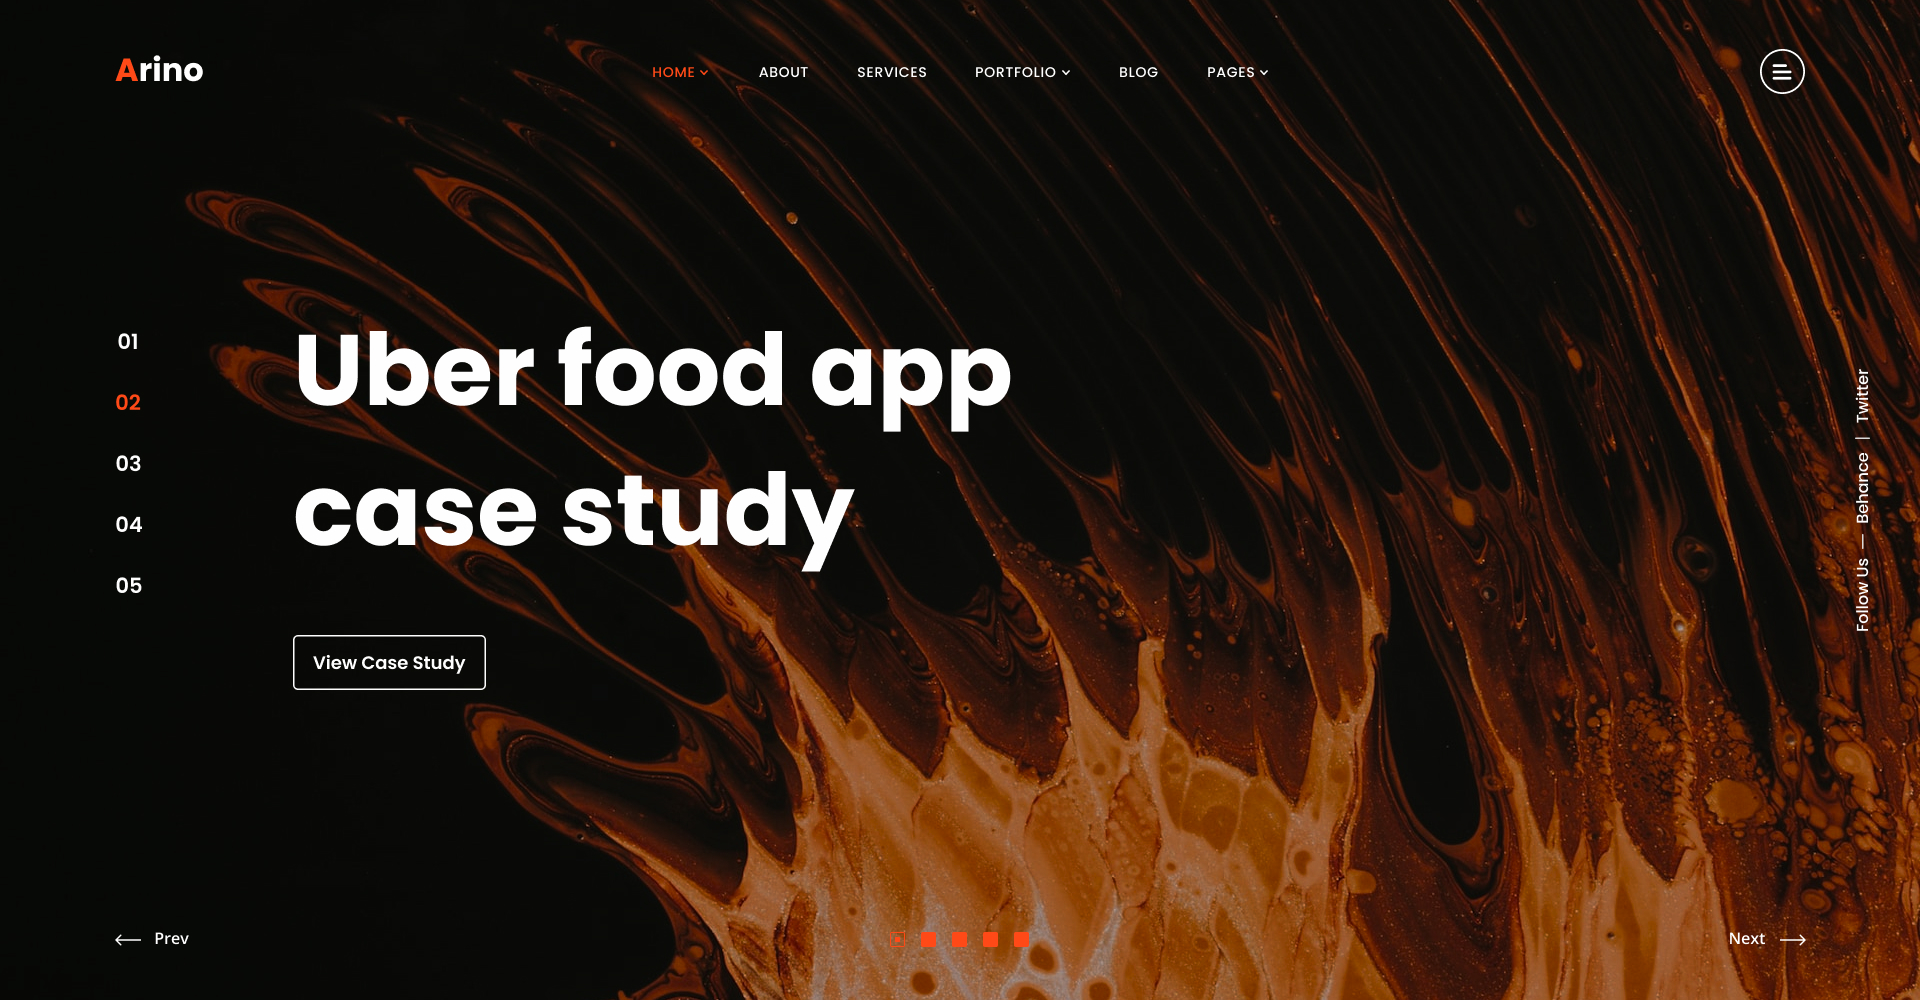 Arino
HOME
ABOUT
SERVICES
PORTFOLIO
BLOG
PAGES
01
02
03
04
05
Uber food app
case study
View Case Study
Follow Us — Behance | Twitter
Prev
Next